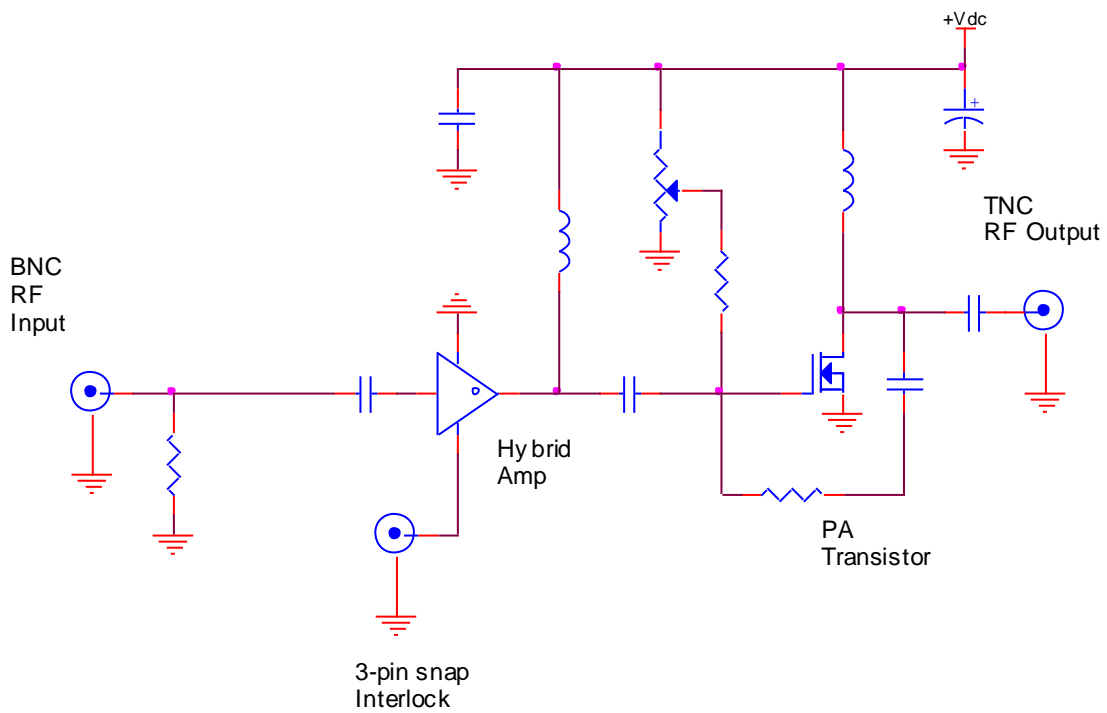 +Vdc
+
TNC
RF Output
BNC
RF
Input
Hybrid
Amp
PA
Transistor
3-pin snap
Interlock